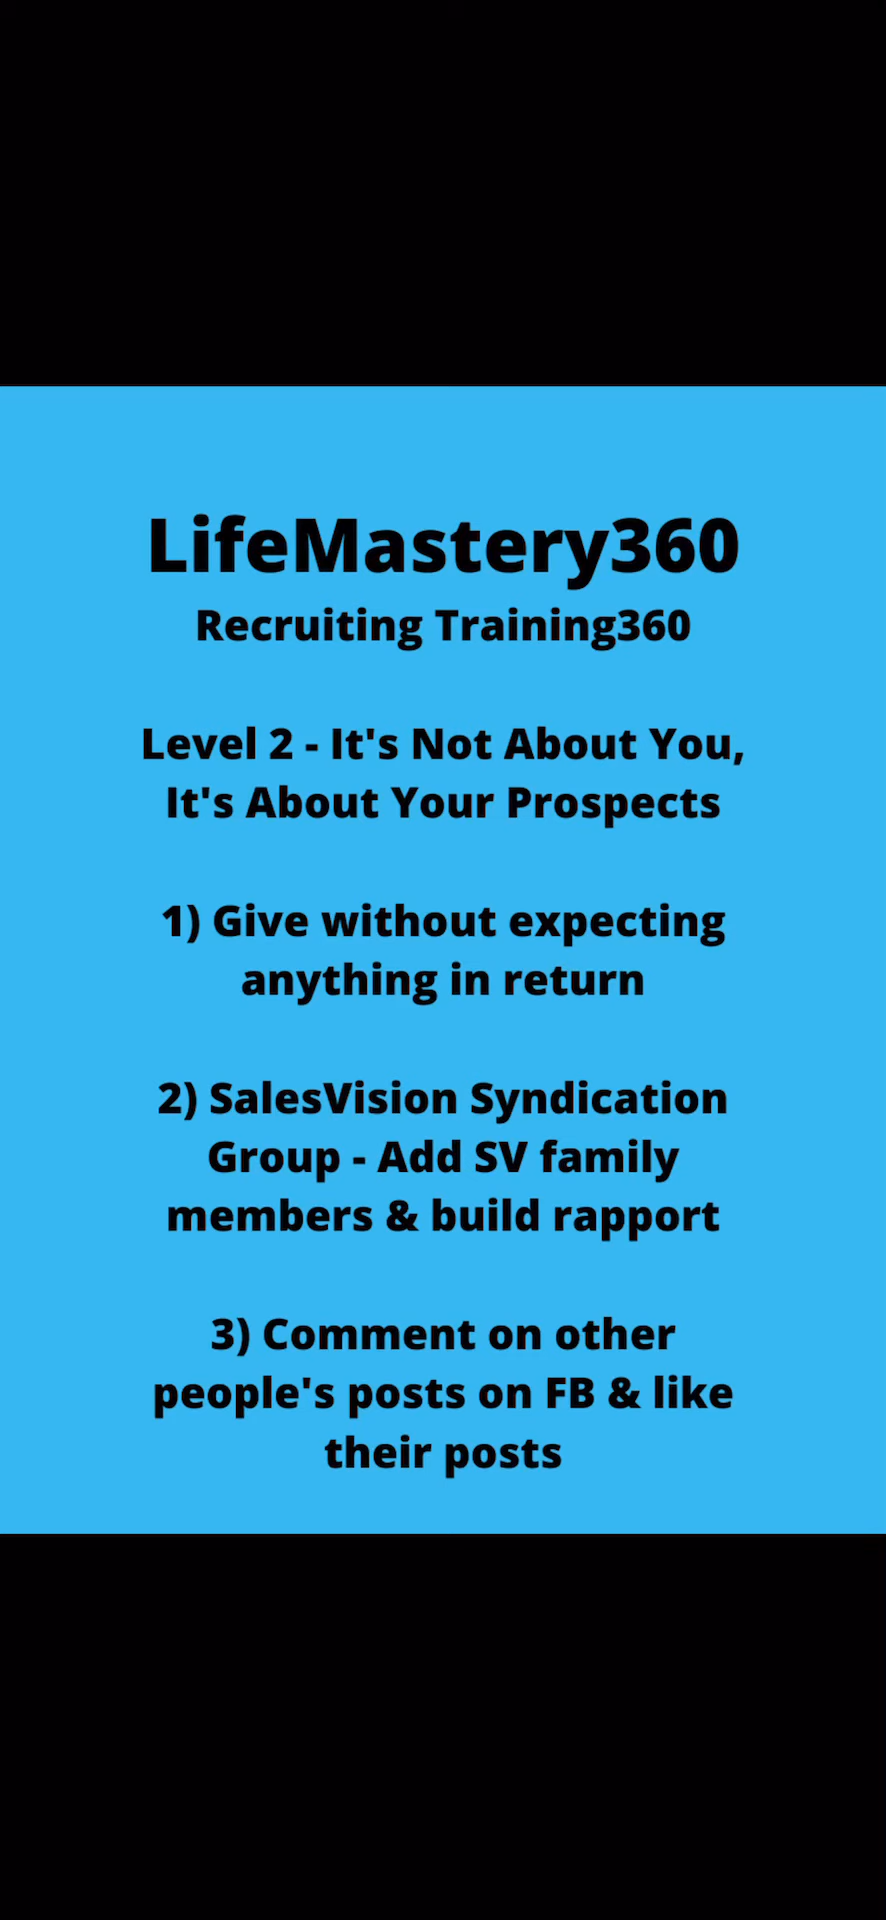 LifeMastery360
Recruiting Training360
Level 2 - It's Not About You,
It's About Your Prospects
1) Give without expecting
anything in return
2) SalesVision Syndication
Group - Add SV family
members & build rapport
3) Comment on other
people's posts on FB & like
their posts